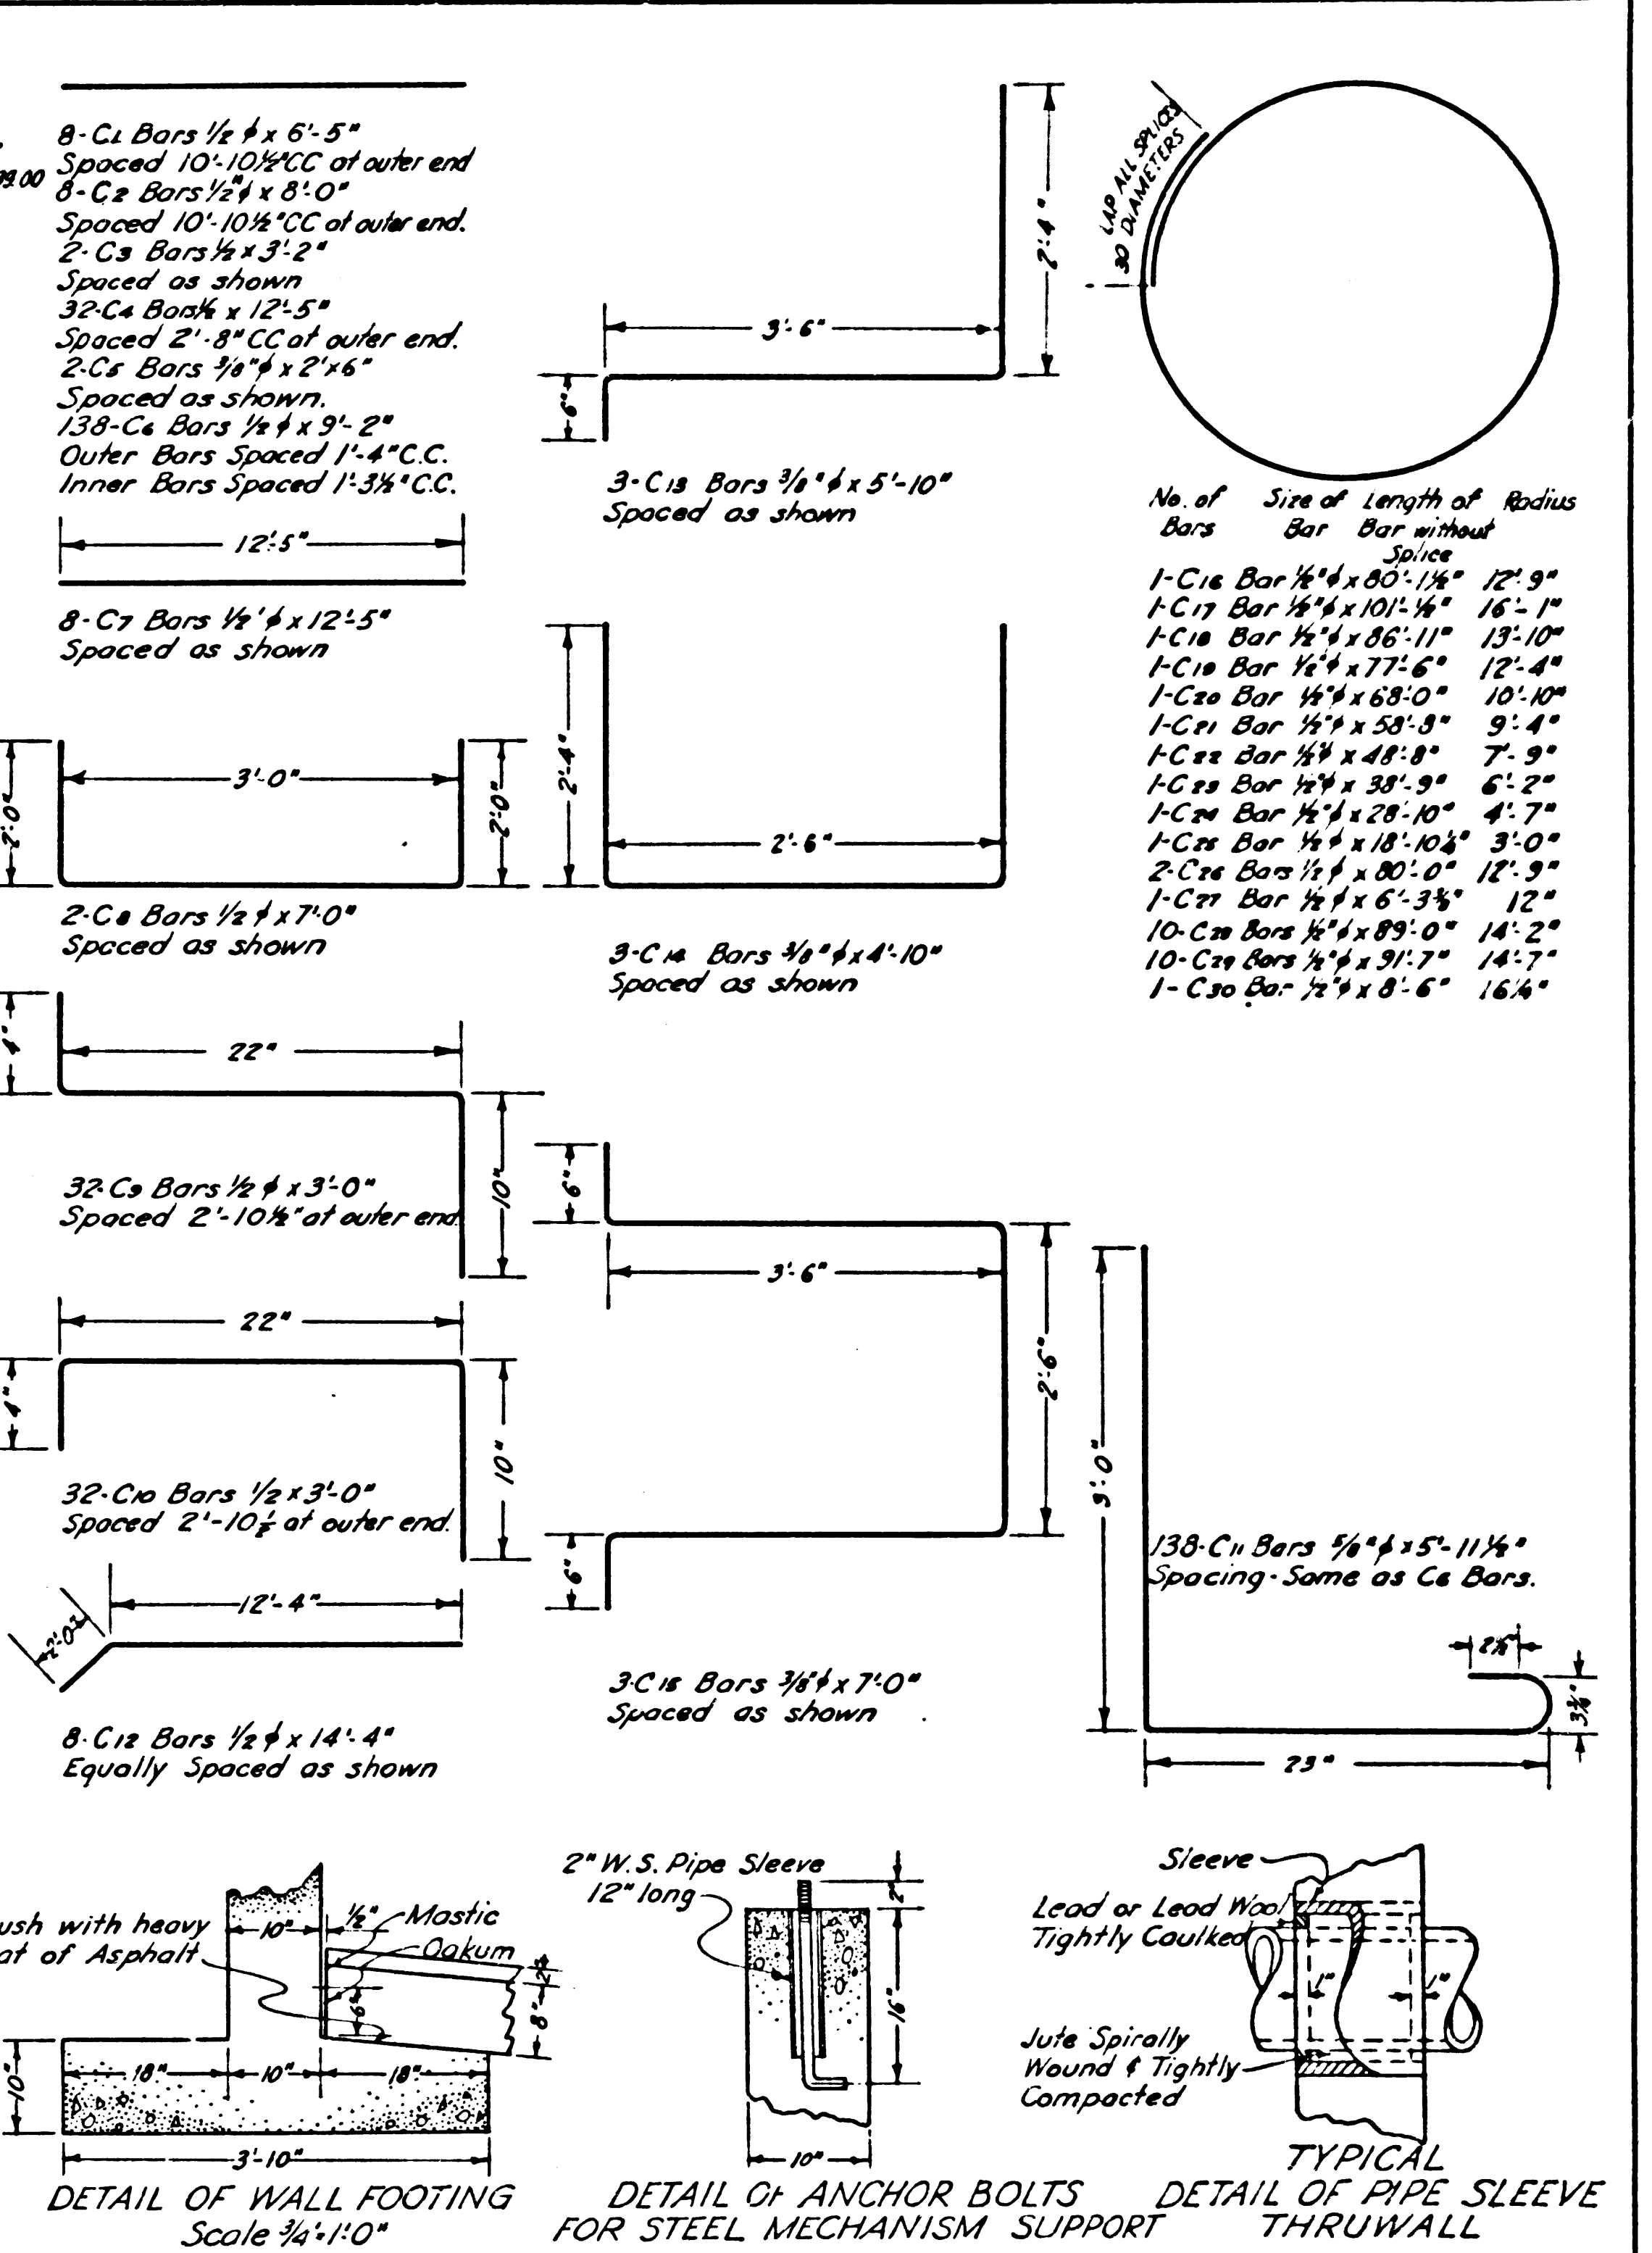 99.00
8-C1 Bars 1/2 ϕ x 6'-5"
Spaced 10'-10½"CC at outer end
8-C2 Bars 1/2"ϕ x 8'-0"
Spaced 10'-10½"CC at outer end.
2-C3 Bars ½ x 3'-2"
Spaced as shown
32-C4 Bars½ x 12'-5"
Spaced 2'-8"CC at outer end.
2-C5 Bars 3/8"ϕ x 2'x6"
Spaced as shown.
138-C6 Bars 1/2 ϕ x 9'-2"
Outer Bars Spaced 1'-4"C.C.
Inner Bars Spaced 1'-3½"C.C.
12'-5"
8-C7 Bars 1/2'ϕ x 12'-5"
Spaced as shown
2'-0"
3'-0"
2'-0"
2-C8 Bars 1/2 ϕ x 7'-0"
Spaced as shown
4"
22"
10"
32-C9 Bars 1/2 ϕ x 3'-0"
Spaced 2'-10½" at outer end.
22"
4"
10"
32-C10 Bars 1/2 x 3'-0"
Spaced 2'-10½ at outer end.
12'-4"
2'-0"
8-C12 Bars 1/2 ϕ x 14'-4"
Equally Spaced as shown
2'-4"
3'-6"
6"
3-C13 Bars 3/8"ϕ x 5'-10"
Spaced as shown
2'-4"
2'-6"
3-C14 Bars 3/8"ϕ x 4'-10"
Spaced as shown
6"
3'-6"
2'-6"
6"
3-C15 Bars 3/8"ϕ x 7'-0"
Spaced as shown
LAP ALL SPLICES
30 DIAMETERS
No. of Size of Length of Radius
Bars Bar Bar without
Splice
1-C16 Bar ½"ϕ x 80'-1½" 12'-9"
1-C17 Bar ½"ϕ x 101'-½" 16'-1"
1-C18 Bar ½"ϕ x 86'-11" 13'-10"
1-C19 Bar ½"ϕ x 77'-6" 12'-4"
1-C20 Bar ½"ϕ x 68'-0" 10'-10"
1-C21 Bar ½"ϕ x 58'-8" 9'-4"
1-C22 Bar ½"ϕ x 48'-8" 7'-9"
1-C23 Bar ½"ϕ x 38'-9" 6'-2"
1-C24 Bar ½"ϕ x 28'-10" 4'-7"
1-C25 Bar ½ ϕ x 3'-0"
2-C26 Bars ½ ϕ x 80'-0" 12'-9"
1-C27 Bar ½ ϕ x 12"
10-C28 Bars ½"ϕ x 89'-0" 14'-2"
10-C29 Bars ½"ϕ x 91'-7" 14'-7"
1-C30 Bar ½"ϕ x 8'-6" 16¼"
3'-0"
138-C11 Bars 5/8"ϕ x 5'-11½"
Spacing-Same as C6 Bars.
23"
10"
1/2"
Mastic
Oakum
ush with heavy
at of Asphalt
6"
2"
8"
10"
18"
10"
18"
3'-10"
DETAIL OF WALL FOOTING
Scale 3/4"=1'-0"
2" W.S. Pipe Sleeve
12" long
2"
16"
10"
DETAIL OF ANCHOR BOLTS
FOR STEEL MECHANISM SUPPORT
Sleeve
Lead or Lead Wool
Tightly Caulked
1"
1"
Jute Spirally
Wound & Tightly
Compacted
TYPICAL
DETAIL OF PIPE SLEEVE
THRUWALL